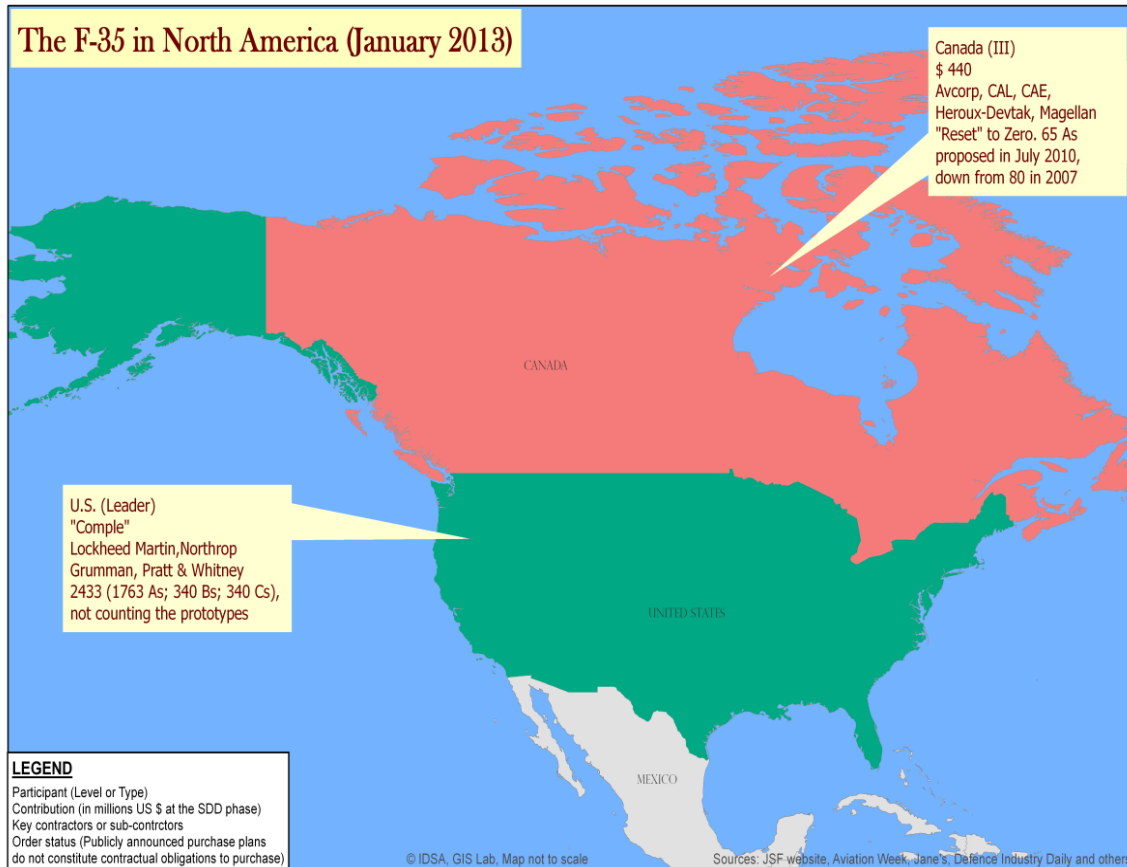 The F-35 in North America (January 2013)
Canada (III)
$ 440
Avcorp, CAL, CAE,
Heroux-Devtak, Magellan
"Reset" to Zero. 65 As
proposed in July 2010,
down from 80 in 2007
CANADA
U.S. (Leader)
"Comple"
Lockheed Martin,Northrop
Grumman, Pratt & Whitney
2433 (1763 As; 340 Bs; 340 Cs),
not counting the prototypes
UNITED STATES
MEXICO
LEGEND
Participant (Level or Type)
Contribution (in millions US $ at the SDD phase)
Key contractors or sub-contrctors
Order status (Publicly announced purchase plans
do not constitute contractual obligations to purchase)
© IDSA, GIS Lab, Map not to scale
Sources: JSF website, Aviation Week, Jane's, Defence Industry Daily and others